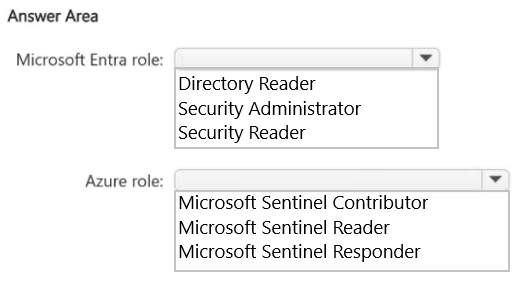 Answer Area
Microsoft Entra role:
Directory Reader
Security Administrator
Security Reader
Azure role:
Microsoft Sentinel Contributor
Microsoft Sentinel Reader
Microsoft Sentinel Responder